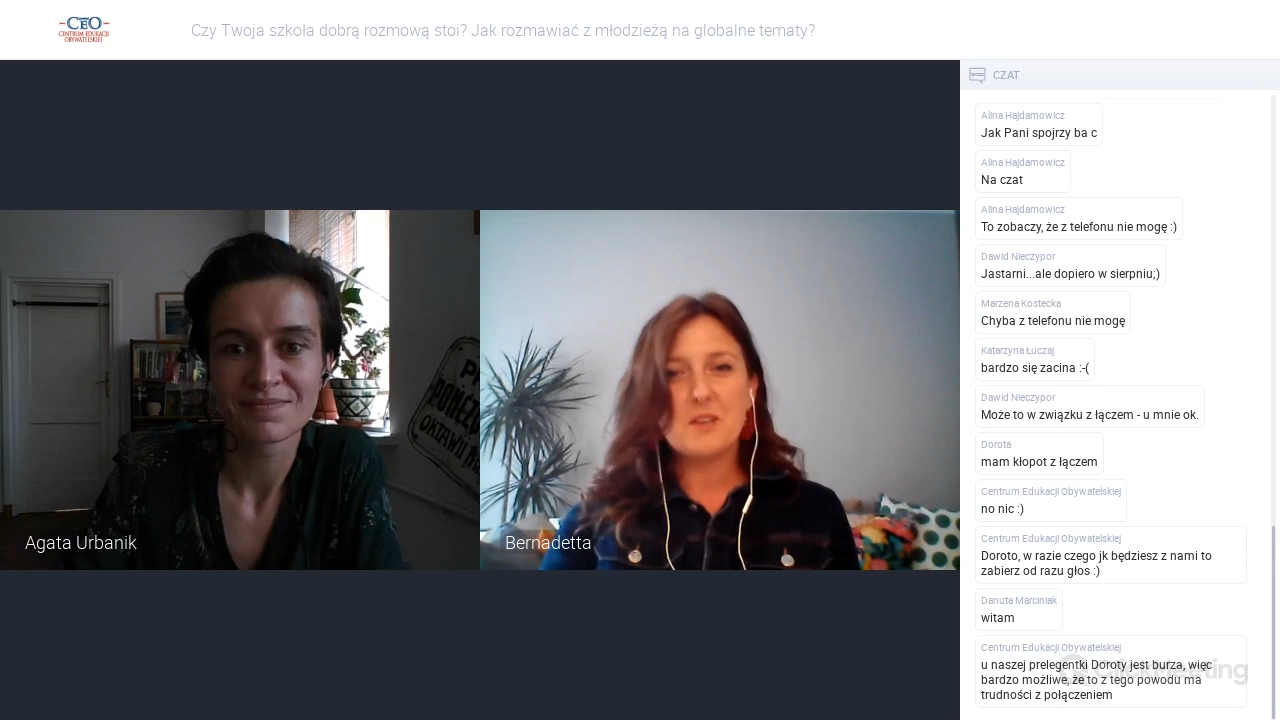 CEO
CENTRUM EDUKACJI
OBYWATELSKIEJ
Czy Twoja szkoła dobrą rozmową stoi? Jak rozmawiać z młodzieżą na globalne tematy?
CZAT
Alina Hajdamowicz
Jak Pani spojrzy ba c
Alina Hajdamowicz
Na czat
Alina Hajdamowicz
To zobaczy, że z telefonu nie mogę :)
Dawid Nieczypor
Jastarni...ale dopiero w sierpniu;)
Marzena Kostecka
Chyba z telefonu nie mogę
Katarzyna Łuczaj
bardzo się zacina :-(
Dawid Nieczypor
Może to w związku z łączem - u mnie ok.
Dorota
mam kłopot z łączem
Centrum Edukacji Obywatelskiej
no nic :)
Centrum Edukacji Obywatelskiej
Doroto, w razie czego jk będziesz z nami to
zabierz od razu głos :)
Danuta Marciniak
witam
Centrum Edukacji Obywatelskiej
u naszej prelegentki Doroty jest burza, więc
bardzo możliwe, że to z tego powodu ma
trudności z połączeniem
ClickMeeting
Agata Urbanik
Bernadetta